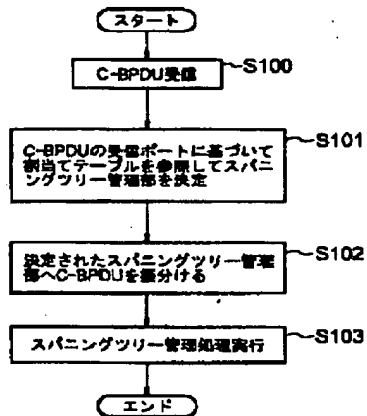 スタート
C-BPDU受信
S100
C-BPDUの受信ポートに基づいて
割当てテーブルを参照してスパニ
ングツリー管理部を決定
S101
決定されたスパニングツリー管理
部へC-BPDUを振分ける
S102
スパニングツリー管理処理実行
S103
エンド